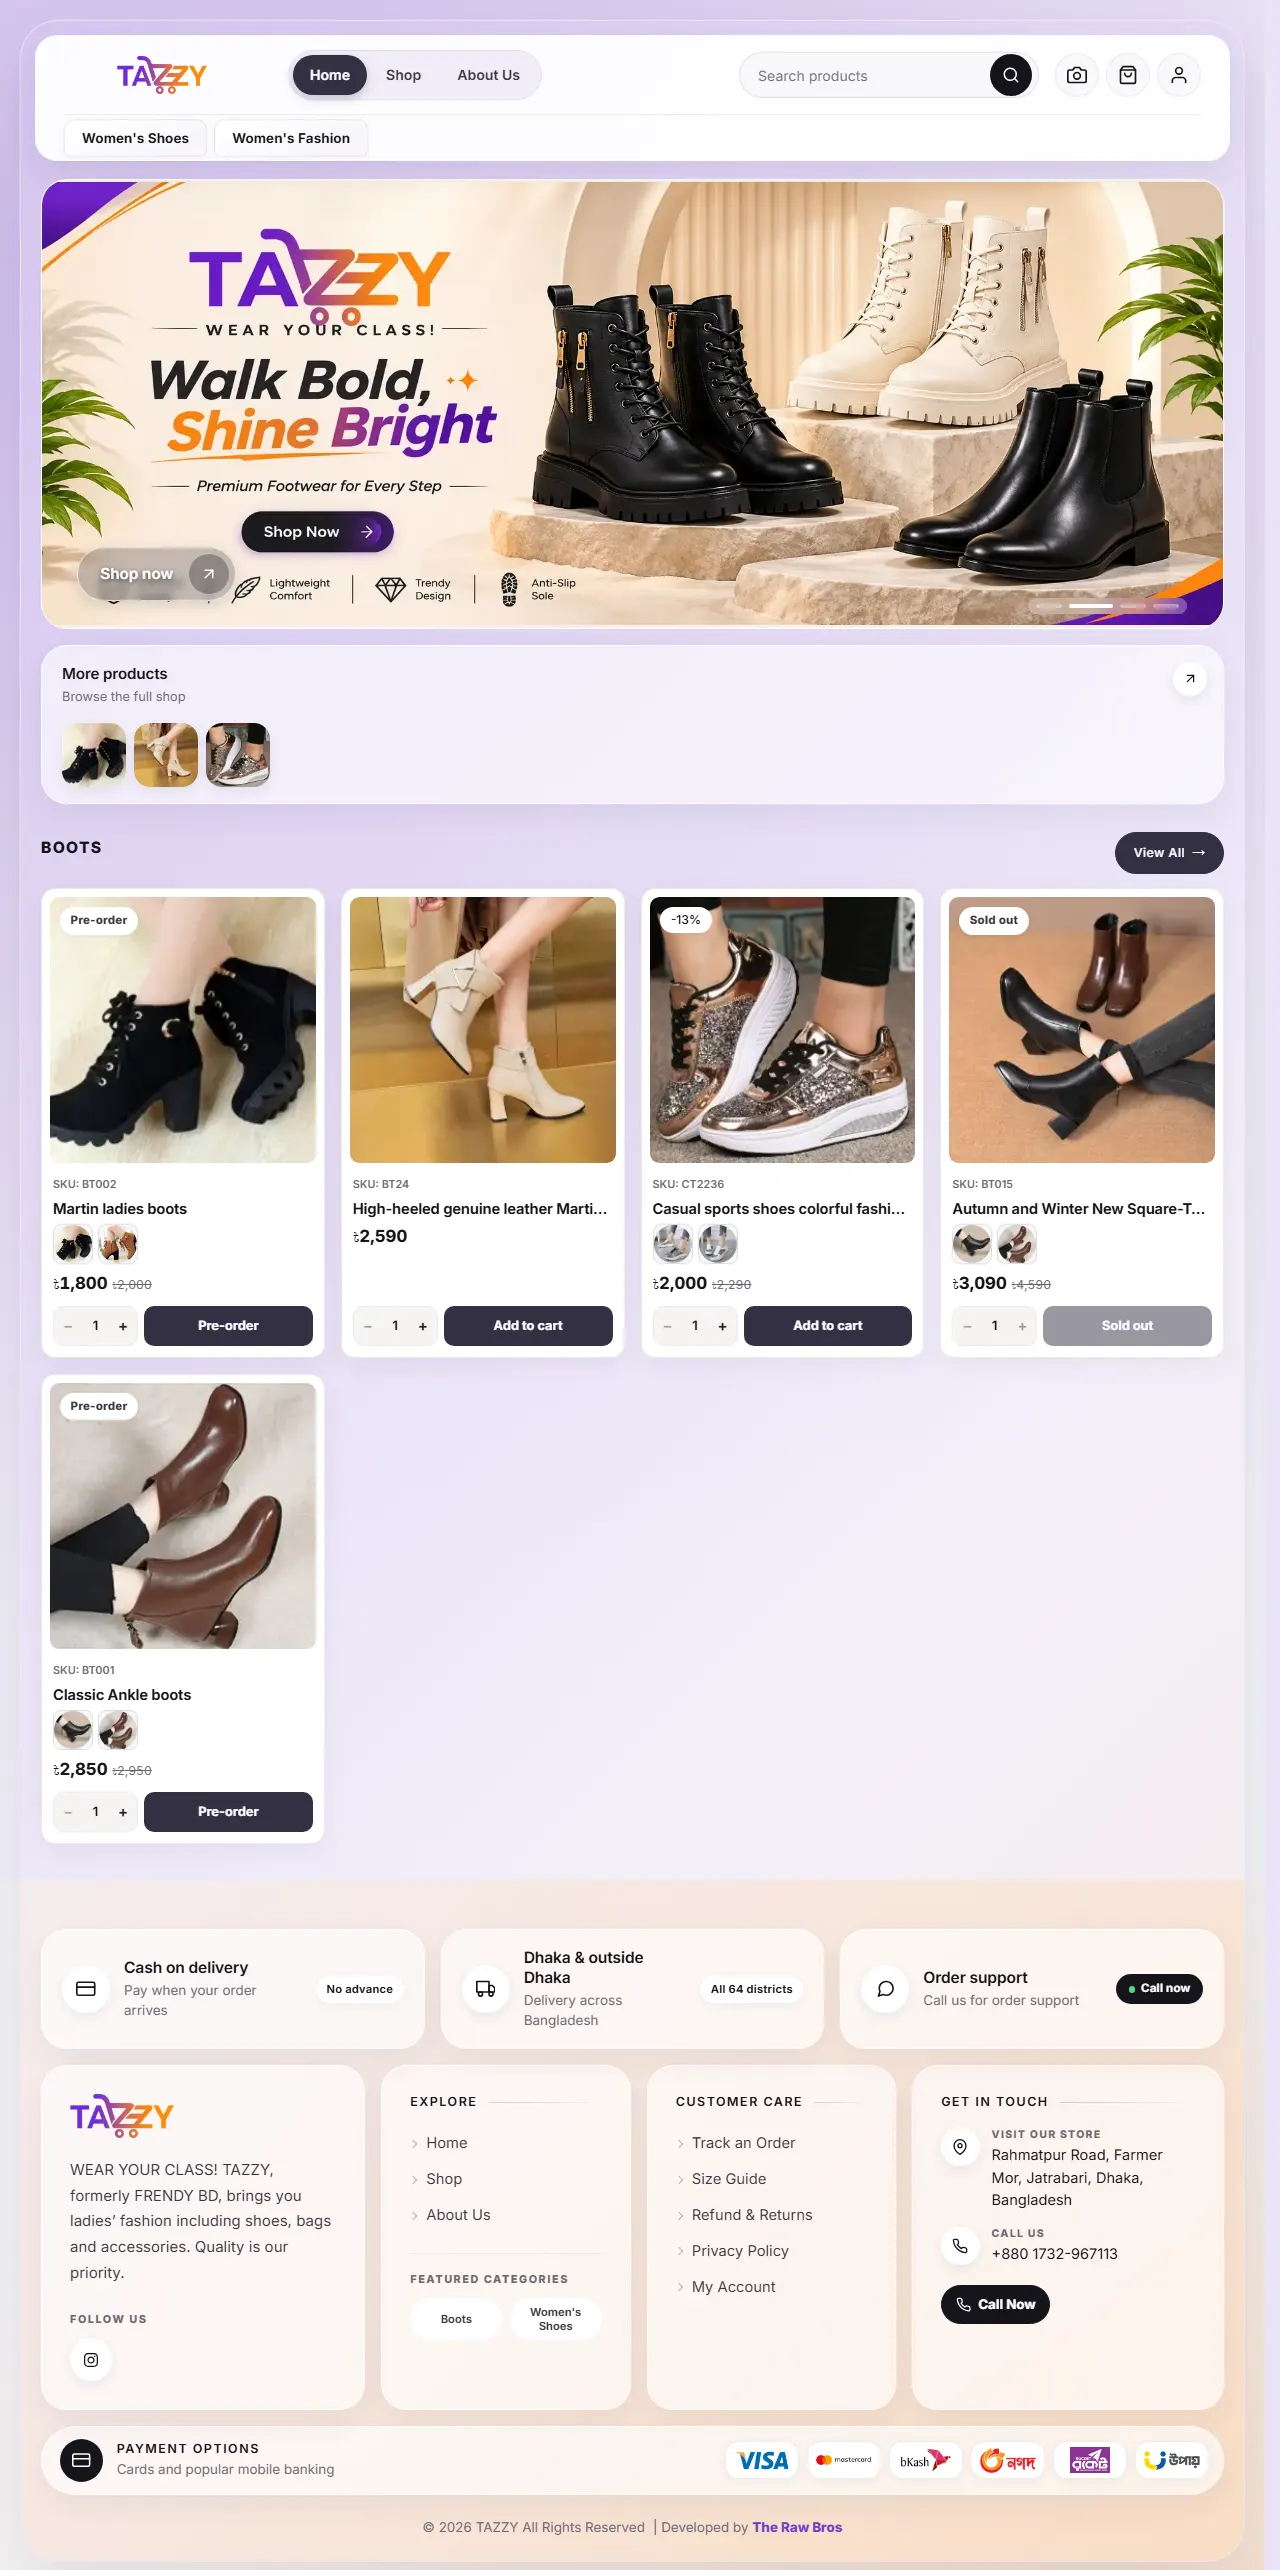 TAZZY
Home
Shop
About Us
Search products
Women's Shoes
Women's Fashion
TAZZY
WEAR YOUR CLASS!
Walk Bold,
Shine Bright
Premium Footwear for Every Step
Shop Now
Shop now
Lightweight
Comfort
Trendy
Design
Anti-Slip
Sole
More products
Browse the full shop
BOOTS
View All →
Pre-order
SKU: BT002
Martin ladies boots
৳1,800 ৳2,000
− 1 +
Pre-order
SKU: BT24
High-heeled genuine leather Marti...
৳2,590
− 1 +
Add to cart
-13%
SKU: CT2236
Casual sports shoes colorful fashi...
৳2,000 ৳2,290
− 1 +
Add to cart
Sold out
SKU: BT015
Autumn and Winter New Square-T...
৳3,090 ৳4,590
− 1 +
Sold out
Pre-order
SKU: BT001
Classic Ankle boots
৳2,850 ৳2,950
− 1 +
Pre-order
Cash on delivery
Pay when your order
arrives
No advance
Dhaka & outside
Dhaka
Delivery across
Bangladesh
All 64 districts
Order support
Call us for order support
Call now
TAZZY
WEAR YOUR CLASS! TAZZY,
formerly FRENDY BD, brings you
ladies’ fashion including shoes, bags
and accessories. Quality is our
priority.
FOLLOW US
EXPLORE
Home
Shop
About Us
FEATURED CATEGORIES
Boots
Women's
Shoes
CUSTOMER CARE
Track an Order
Size Guide
Refund & Returns
Privacy Policy
My Account
GET IN TOUCH
VISIT OUR STORE
Rahmatpur Road, Farmer
Mor, Jatrabari, Dhaka,
Bangladesh
CALL US
+880 1732-967113
Call Now
PAYMENT OPTIONS
Cards and popular mobile banking
VISA
mastercard
bKash
নগদ
রকেট
উপায়
© 2026 TAZZY All Rights Reserved | Developed by The Raw Bros